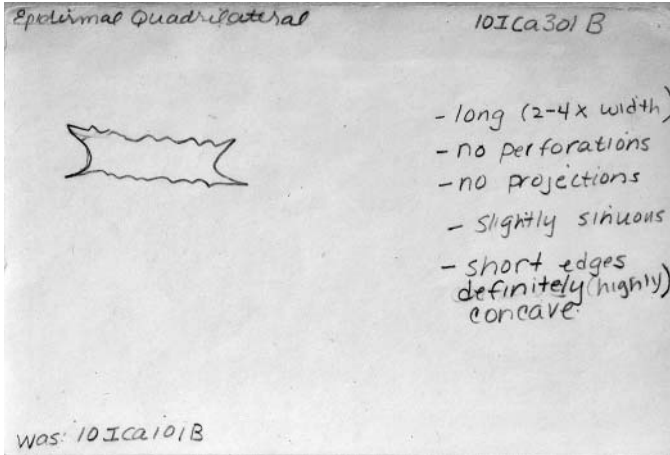 Epidermal Quadrilateral
10ICa301B
- long (2-4x width)
- no perforations
- no projections
- slightly sinuous
- short edges
definitely (highly)
concave
was: 10ICa101B